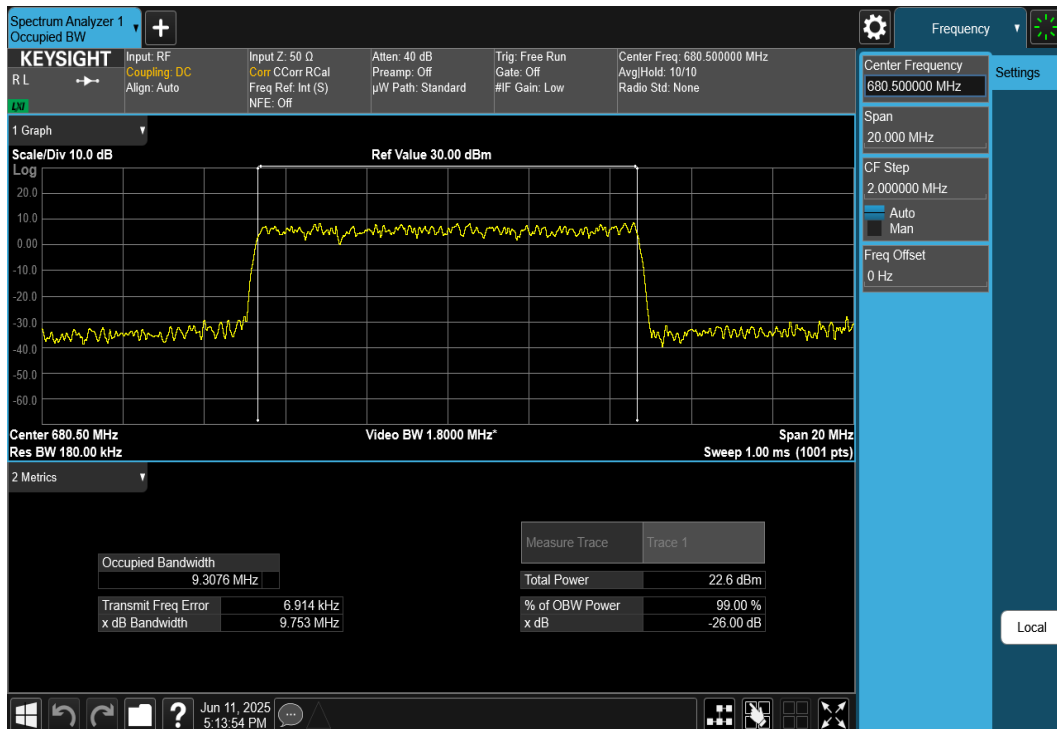 Spectrum Analyzer 1
Occupied BW
+
Frequency
KEYSIGHT
R L
LXI
Input: RF
Coupling: DC
Align: Auto
Input Z: 50 Ω
Corr CCorr RCal
Freq Ref: Int (S)
NFE: Off
Atten: 40 dB
Preamp: Off
µW Path: Standard
Trig: Free Run
Gate: Off
#IF Gain: Low
Center Freq: 680.500000 MHz
Avg|Hold: 10/10
Radio Std: None
Center Frequency
680.500000 MHz
Settings
Span
20.000 MHz
CF Step
2.000000 MHz
Auto
Man
Freq Offset
0 Hz
Local
1 Graph
Scale/Div 10.0 dB
Ref Value 30.00 dBm
Log
20.0
10.0
0.00
-10.0
-20.0
-30.0
-40.0
-50.0
-60.0
Center 680.50 MHz
Video BW 1.8000 MHz*
Span 20 MHz
Res BW 180.00 kHz
Sweep 1.00 ms (1001 pts)
2 Metrics
Measure Trace Trace 1
Occupied Bandwidth
9.3076 MHz
Total Power 22.6 dBm
Transmit Freq Error 6.914 kHz
% of OBW Power 99.00 %
x dB Bandwidth 9.753 MHz
x dB -26.00 dB
?
Jun 11, 2025
5:13:54 PM